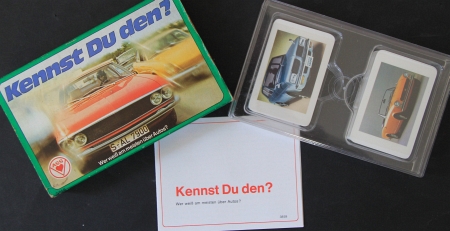 Kennst Du den?
S-AL 7500
Wer weiß am meisten über Autos?
Kennst Du den?
Wer weiß am meisten über Autos?